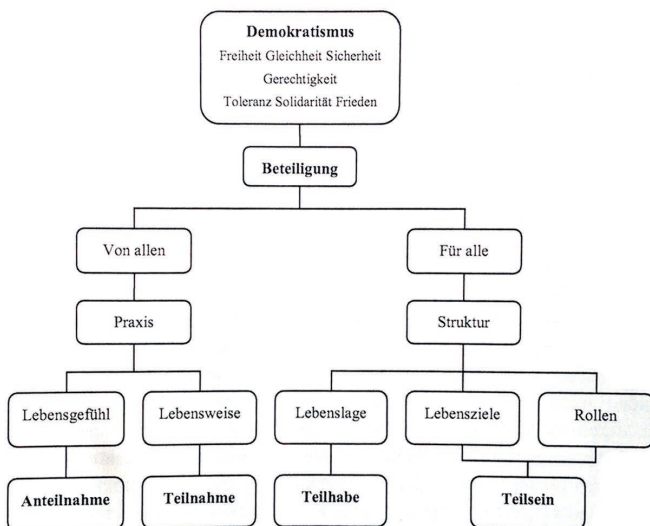 Demokratismus
Freiheit Gleichheit Sicherheit
Gerechtigkeit
Toleranz Solidarität Frieden
Beteiligung
Von allen
Für alle
Praxis
Struktur
Lebensgefühl
Lebensweise
Lebenslage
Lebensziele
Rollen
Anteilnahme
Teilnahme
Teilhabe
Teilsein